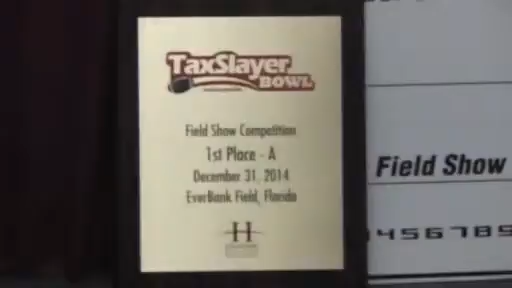 TaxSlayer
BOWL
Field Show Competition
1st Place - A
December 31, 2014
EverBank Field, Florida
H
Field Show
456789